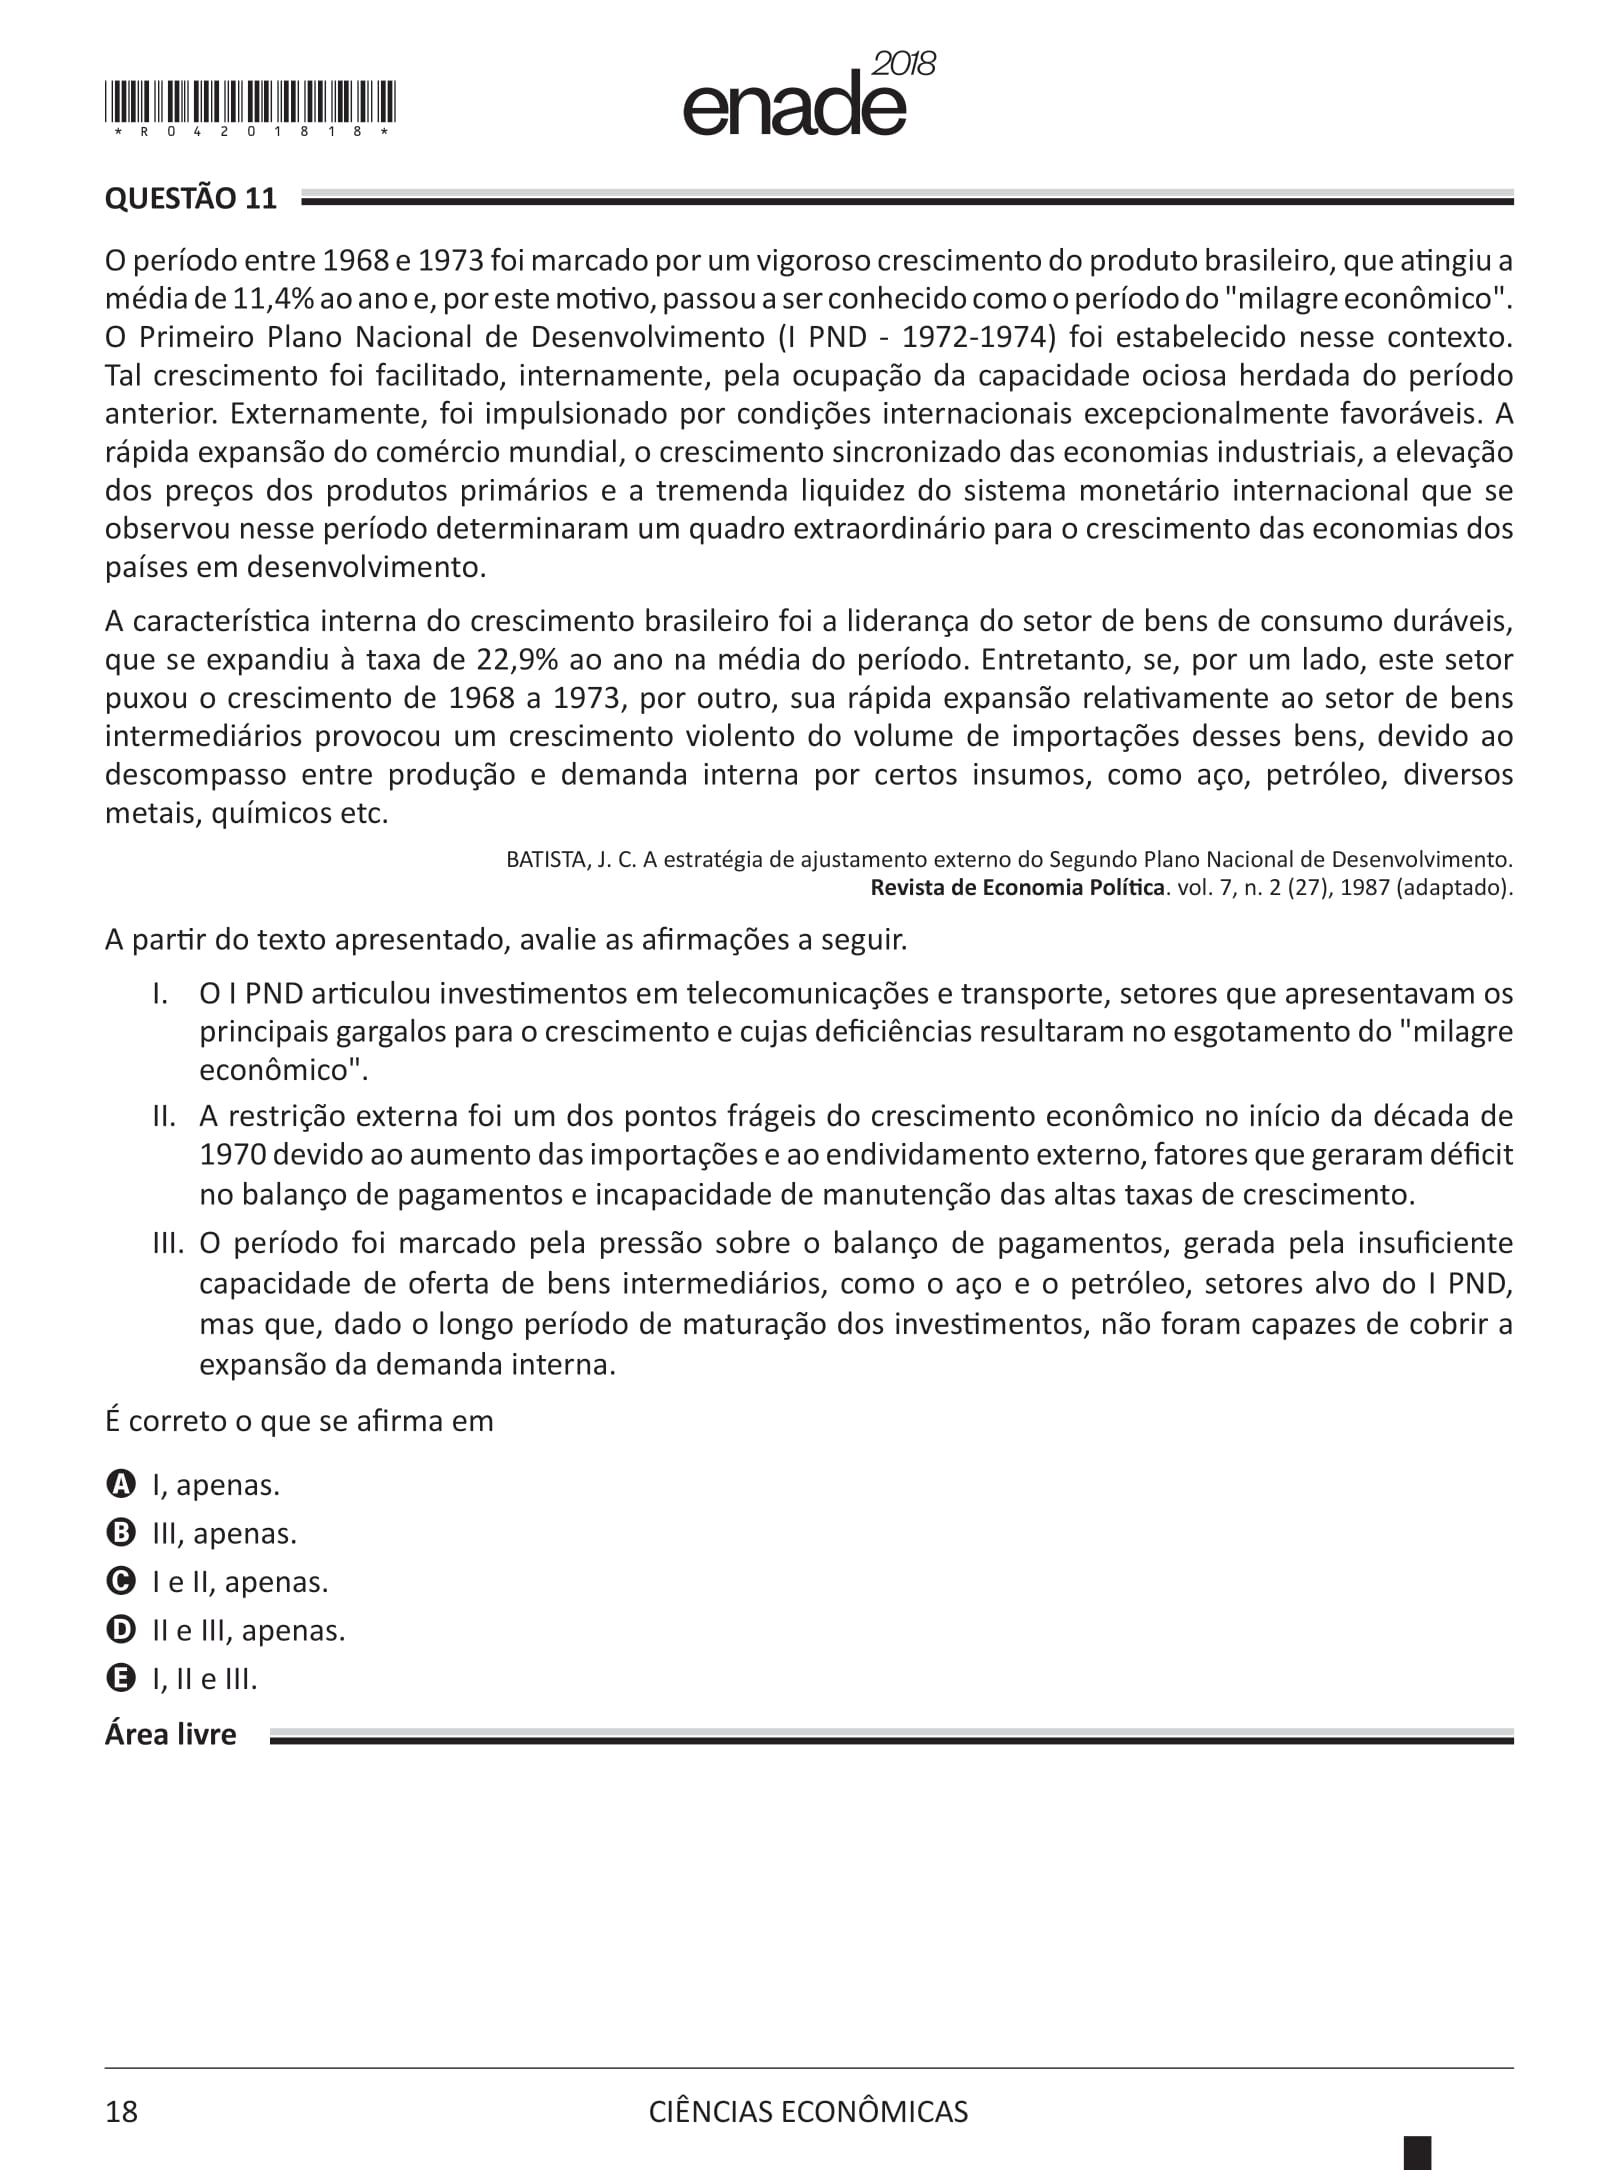 *R04201818*
enade 2018
QUESTÃO 11
O período entre 1968 e 1973 foi marcado por um vigoroso crescimento do produto brasileiro, que atingiu a
média de 11,4% ao ano e, por este motivo, passou a ser conhecido como o período do "milagre econômico".
O Primeiro Plano Nacional de Desenvolvimento (I PND - 1972-1974) foi estabelecido nesse contexto.
Tal crescimento foi facilitado, internamente, pela ocupação da capacidade ociosa herdada do período
anterior. Externamente, foi impulsionado por condições internacionais excepcionalmente favoráveis. A
rápida expansão do comércio mundial, o crescimento sincronizado das economias industriais, a elevação
dos preços dos produtos primários e a tremenda liquidez do sistema monetário internacional que se
observou nesse período determinaram um quadro extraordinário para o crescimento das economias dos
países em desenvolvimento.
A característica interna do crescimento brasileiro foi a liderança do setor de bens de consumo duráveis,
que se expandiu à taxa de 22,9% ao ano na média do período. Entretanto, se, por um lado, este setor
puxou o crescimento de 1968 a 1973, por outro, sua rápida expansão relativamente ao setor de bens
intermediários provocou um crescimento violento do volume de importações desses bens, devido ao
descompasso entre produção e demanda interna por certos insumos, como aço, petróleo, diversos
metais, químicos etc.
BATISTA, J. C. A estratégia de ajustamento externo do Segundo Plano Nacional de Desenvolvimento.
Revista de Economia Política. vol. 7, n. 2 (27), 1987 (adaptado).
A partir do texto apresentado, avalie as afirmações a seguir.
I. O I PND articulou investimentos em telecomunicações e transporte, setores que apresentavam os
principais gargalos para o crescimento e cujas deficiências resultaram no esgotamento do "milagre
econômico".
II. A restrição externa foi um dos pontos frágeis do crescimento econômico no início da década de
1970 devido ao aumento das importações e ao endividamento externo, fatores que geraram déficit
no balanço de pagamentos e incapacidade de manutenção das altas taxas de crescimento.
III. O período foi marcado pela pressão sobre o balanço de pagamentos, gerada pela insuficiente
capacidade de oferta de bens intermediários, como o aço e o petróleo, setores alvo do I PND,
mas que, dado o longo período de maturação dos investimentos, não foram capazes de cobrir a
expansão da demanda interna.
É correto o que se afirma em
A I, apenas.
B III, apenas.
C I e II, apenas.
D II e III, apenas.
E I, II e III.
Área livre
18 CIÊNCIAS ECONÔMICAS